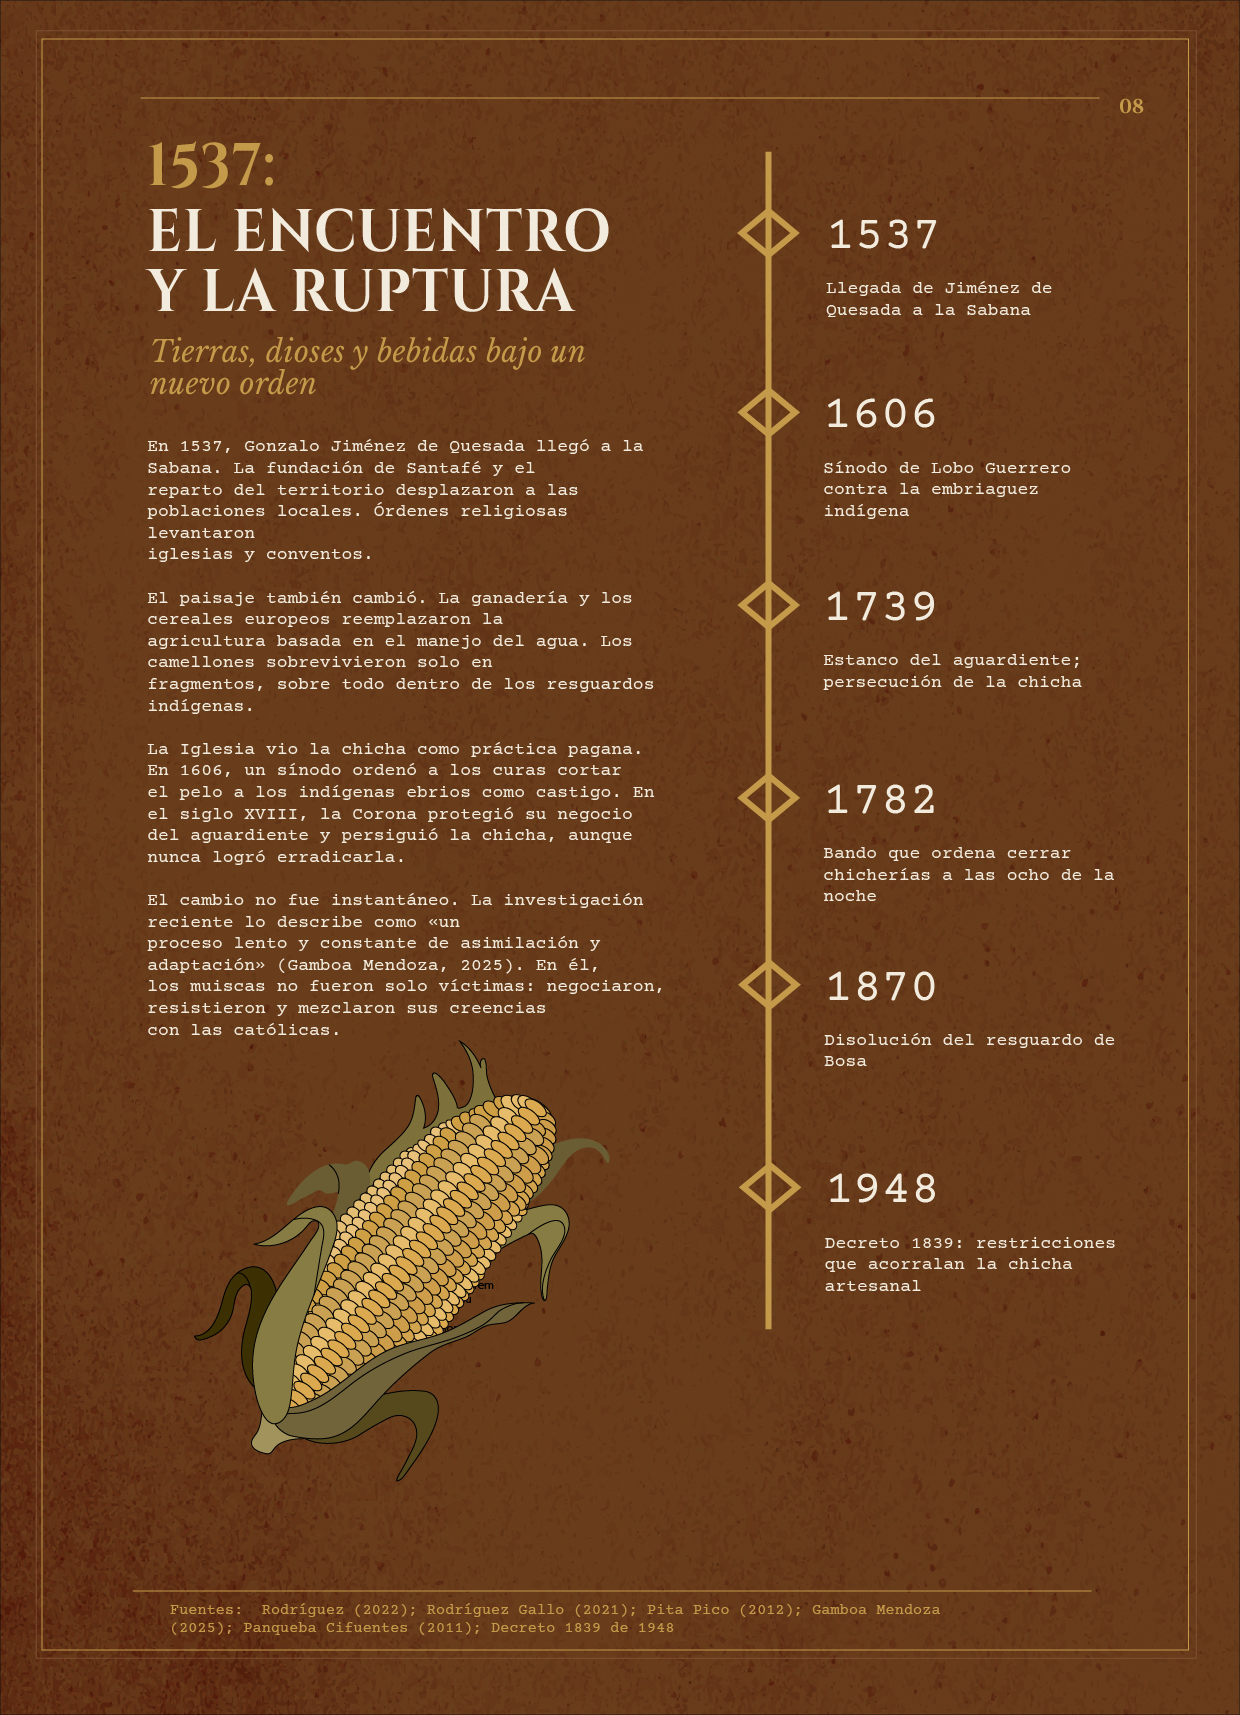 08
1537:
EL ENCUENTRO
Y LA RUPTURA
Tierras, dioses y bebidas bajo un
nuevo orden
En 1537, Gonzalo Jiménez de Quesada llegó a la
Sabana. La fundación de Santafé y el
reparto del territorio desplazaron a las
poblaciones locales. Órdenes religiosas
levantaron
iglesias y conventos.
El paisaje también cambió. La ganadería y los
cereales europeos reemplazaron la
agricultura basada en el manejo del agua. Los
camellones sobrevivieron solo en
fragmentos, sobre todo dentro de los resguardos
indígenas.
La Iglesia vio la chicha como práctica pagana.
En 1606, un sínodo ordenó a los curas cortar
el pelo a los indígenas ebrios como castigo. En
el siglo XVIII, la Corona protegió su negocio
del aguardiente y persiguió la chicha, aunque
nunca logró erradicarla.
El cambio no fue instantáneo. La investigación
reciente lo describe como «un
proceso lento y constante de asimilación y
adaptación» (Gamboa Mendoza, 2025). En él,
los muiscas no fueron solo víctimas: negociaron,
resistieron y mezclaron sus creencias
con las católicas.
1537
Llegada de Jiménez de
Quesada a la Sabana
1606
Sínodo de Lobo Guerrero
contra la embriaguez
indígena
1739
Estanco del aguardiente;
persecución de la chicha
1782
Bando que ordena cerrar
chicherías a las ocho de la
noche
1870
Disolución del resguardo de
Bosa
1948
Decreto 1839: restricciones
que acorralan la chicha
artesanal
Fuentes:  Rodríguez (2022); Rodríguez Gallo (2021); Pita Pico (2012); Gamboa Mendoza
(2025); Panqueba Cifuentes (2011); Decreto 1839 de 1948